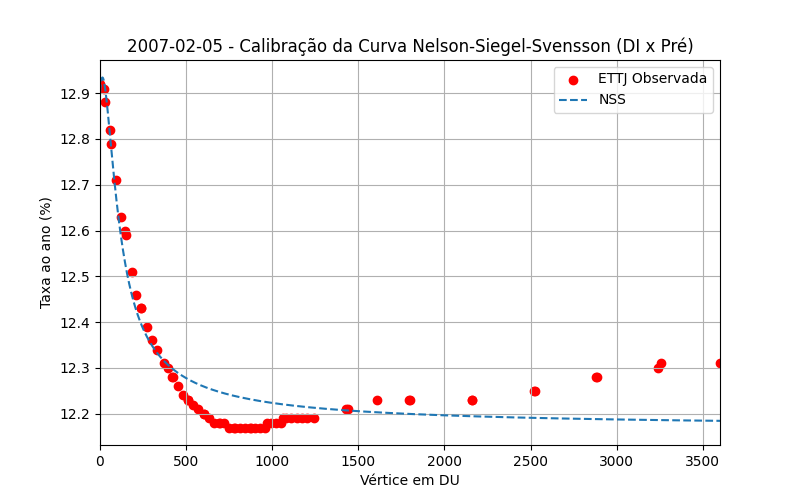 2007-02-05 - Calibração da Curva Nelson-Siegel-Svensson (DI x Pré)
ETTJ Observada
NSS
Taxa ao ano (%)
12.9
12.8
12.7
12.6
12.5
12.4
12.3
12.2
0 500 1000 1500 2000 2500 3000 3500
Vértice em DU